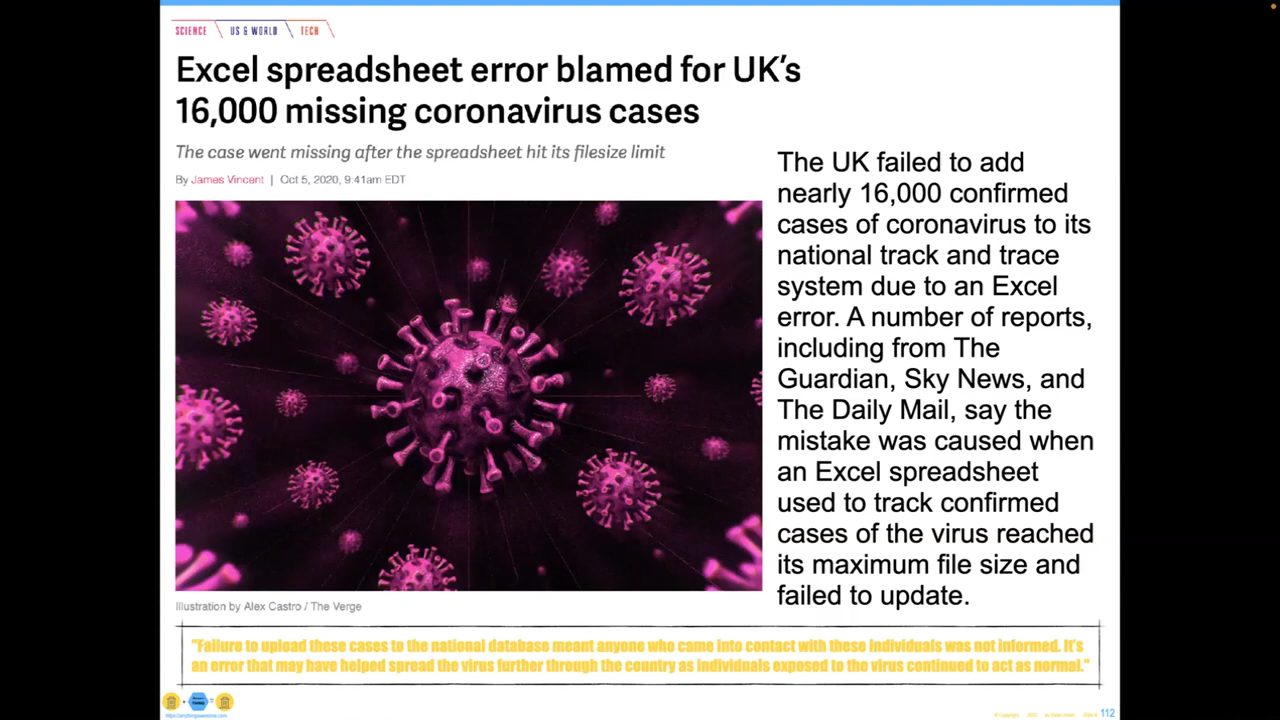 SCIENCE US & WORLD TECH
Excel spreadsheet error blamed for UK's
16,000 missing coronavirus cases
The case went missing after the spreadsheet hit its filesize limit
By James Vincent | Oct 5, 2020, 9:41am EDT
The UK failed to add
nearly 16,000 confirmed
cases of coronavirus to its
national track and trace
system due to an Excel
error. A number of reports,
including from The
Guardian, Sky News, and
The Daily Mail, say the
mistake was caused when
an Excel spreadsheet
used to track confirmed
cases of the virus reached
its maximum file size and
failed to update.
Illustration by Alex Castro / The Verge
"Failure to upload these cases to the national database meant anyone who came into contact with these individuals was not informed. It's
an error that may have helped spread the virus further through the country as individuals exposed to the virus continued to act as normal."
112